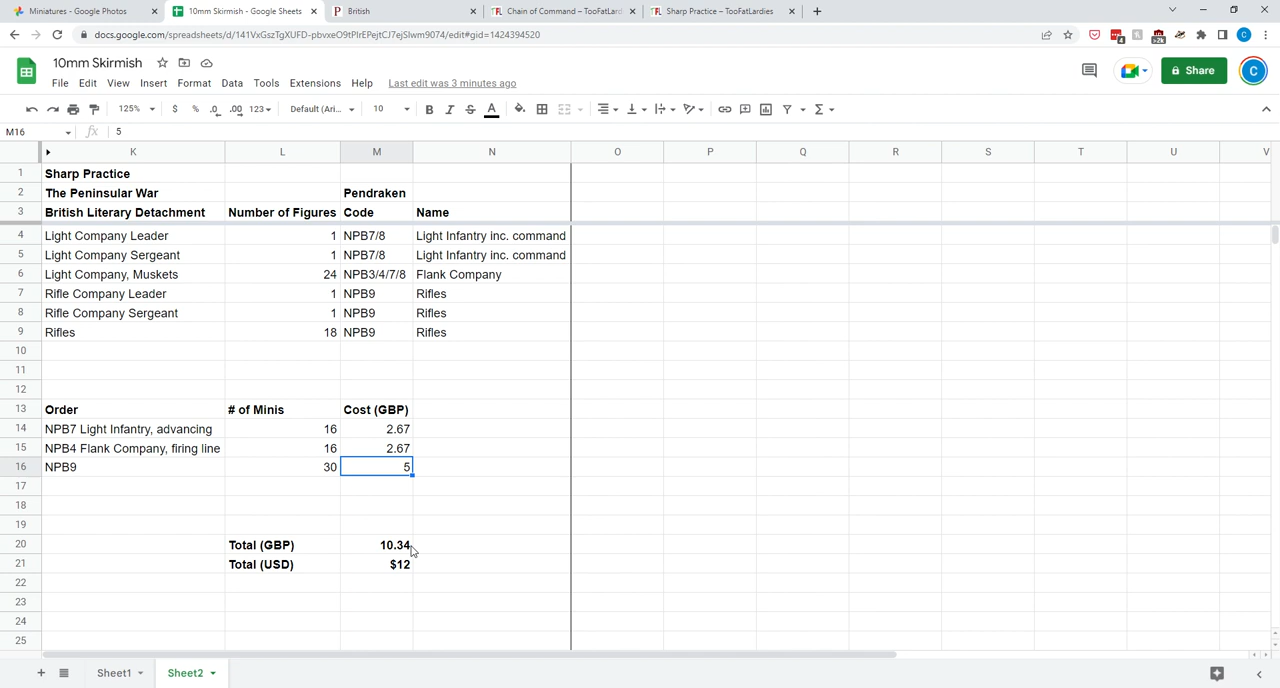 Miniatures - Google Photos
10mm Skirmish - Google Sheets
British
Chain of Command – TooFatLard
Sharp Practice – TooFatLardies
docs.google.com/spreadsheets/d/141VxGszTgXUFD-pbvxeO9tPlrEPejtCJ7ejSlwm9074/edit#gid=1424394520
10mm Skirmish
File Edit View Insert Format Data Tools Extensions Help Last edit was 3 minutes ago
Share
125% $ % .0 .00 123 Default (Ari... 10 B I S A
M16 fx 5
K L M N O P Q R S T U V
1 Sharp Practice
2 The Peninsular War Pendraken
3 British Literary Detachment Number of Figures Code Name
4 Light Company Leader 1 NPB7/8 Light Infantry inc. command
5 Light Company Sergeant 1 NPB7/8 Light Infantry inc. command
6 Light Company, Muskets 24 NPB3/4/7/8 Flank Company
7 Rifle Company Leader 1 NPB9 Rifles
8 Rifle Company Sergeant 1 NPB9 Rifles
9 Rifles 18 NPB9 Rifles
10
11
12
13 Order # of Minis Cost (GBP)
14 NPB7 Light Infantry, advancing 16 2.67
15 NPB4 Flank Company, firing line 16 2.67
16 NPB9 30 5
17
18
19
20 Total (GBP) 10.34
21 Total (USD) $12
22
23
24
25
Sheet1 Sheet2